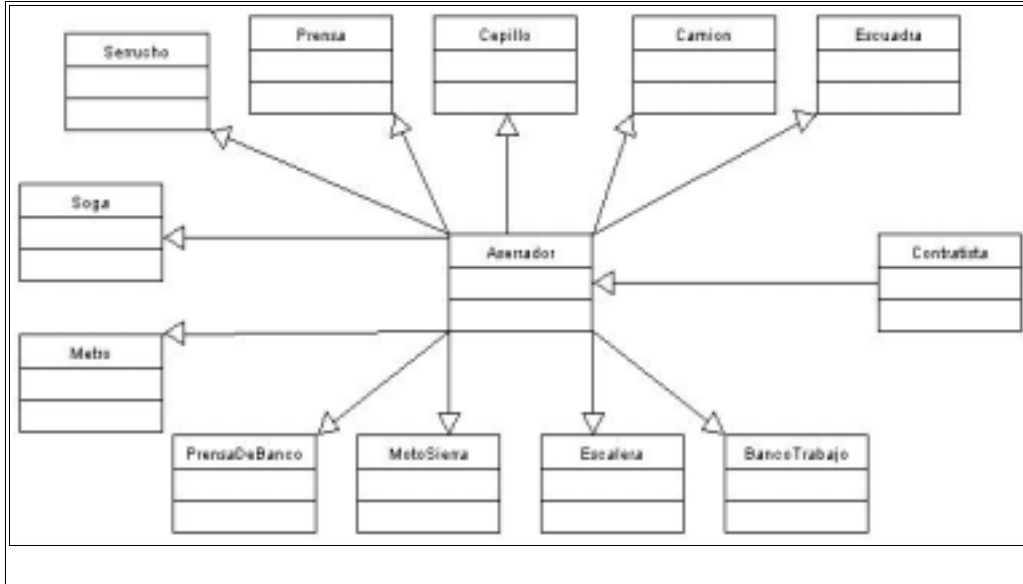 Prensa
Cepillo
Camion
Escuadra
Serrucho
Soga
Aserrador
Contratista
Metro
PrensaDeBanco
MotoSierra
Escalera
BancoTrabajo